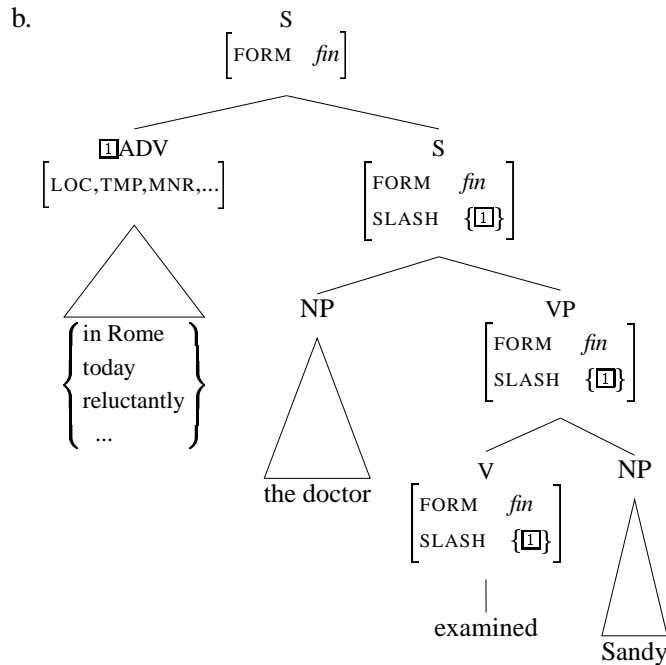 b.
S
[FORM fin]
[1]ADV
[LOC,TMP,MNR,...]
S
[FORM fin
SLASH {[1]}]
NP
VP
[FORM fin
SLASH {[1]}]
{in Rome
today
reluctantly
...}
the doctor
V
[FORM fin
SLASH {[1]}]
NP
examined
Sandy